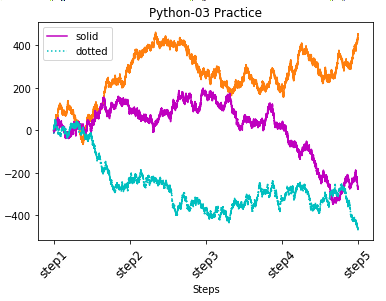 Python-03 Practice
solid
dotted
400
200
0
−200
−400
step1
step2
step3
step4
step5
Steps